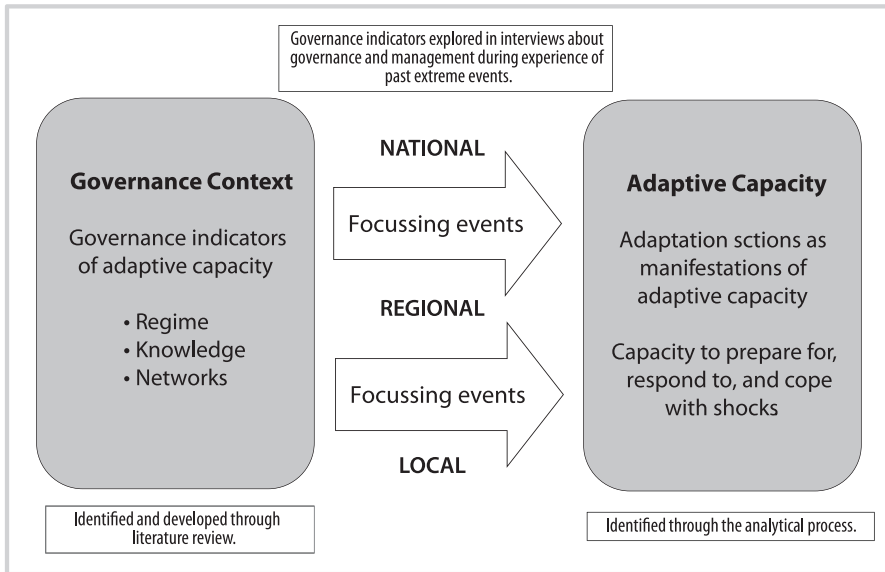 Governance indicators explored in interviews about
governance and management during experience of
past extreme events.
Governance Context
Governance indicators
of adaptive capacity
• Regime
• Knowledge
• Networks
Identified and developed through
literature review.
NATIONAL
Focussing events
REGIONAL
Focussing events
LOCAL
Adaptive Capacity
Adaptation sctions as
manifestations of
adaptive capacity
Capacity to prepare for,
respond to, and cope
with shocks
Identified through the analytical process.